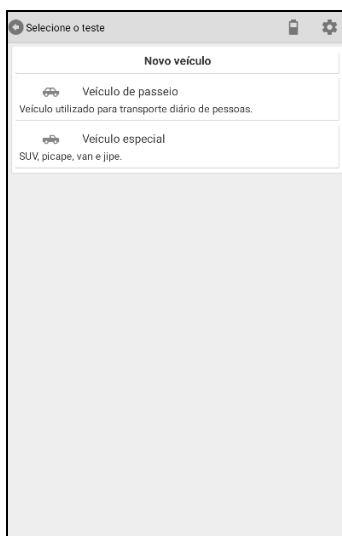 Selecione o teste
Novo veículo
Veículo de passeio
Veículo utilizado para transporte diário de pessoas.
Veículo especial
SUV, picape, van e jipe.